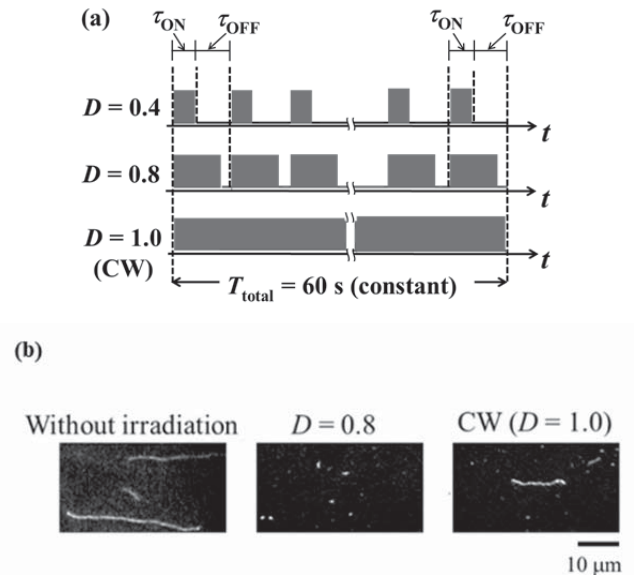 (a)
τON τOFF τON τOFF
D = 0.4 t
D = 0.8 t
D = 1.0 t
(CW)
Ttotal = 60 s (constant)
(b)
Without irradiation D = 0.8 CW (D = 1.0)
10 μm